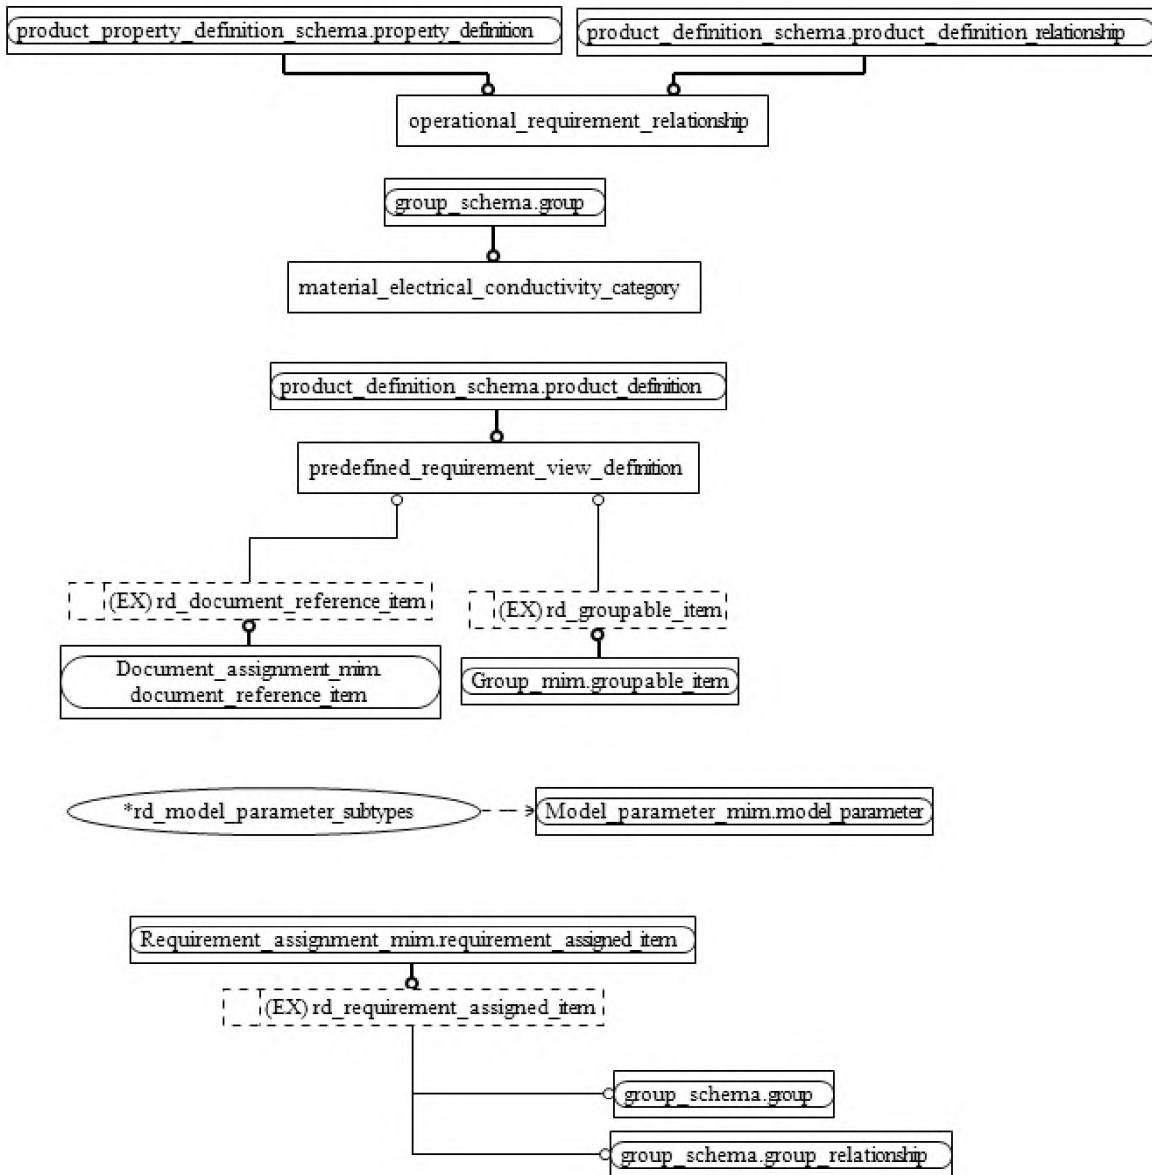 product_property_definition_schema.property_definition
product_definition_schema.product_definition_relationship
operational_requirement_relationship
group_schema.group
material_electrical_conductivity_category
product_definition_schema.product_definition
predefined_requirement_view_definition
(EX) rd_document_reference_item
(EX) rd_groupable_item
Document_assignment_mim.
document_reference_item
Group_mim.groupable_item
*rd_model_parameter_subtypes
Model_parameter_mim.model_parameter
Requirement_assignment_mim.requirement_assigned_item
(EX) rd_requirement_assigned_item
group_schema.group
group_schema.group_relationship